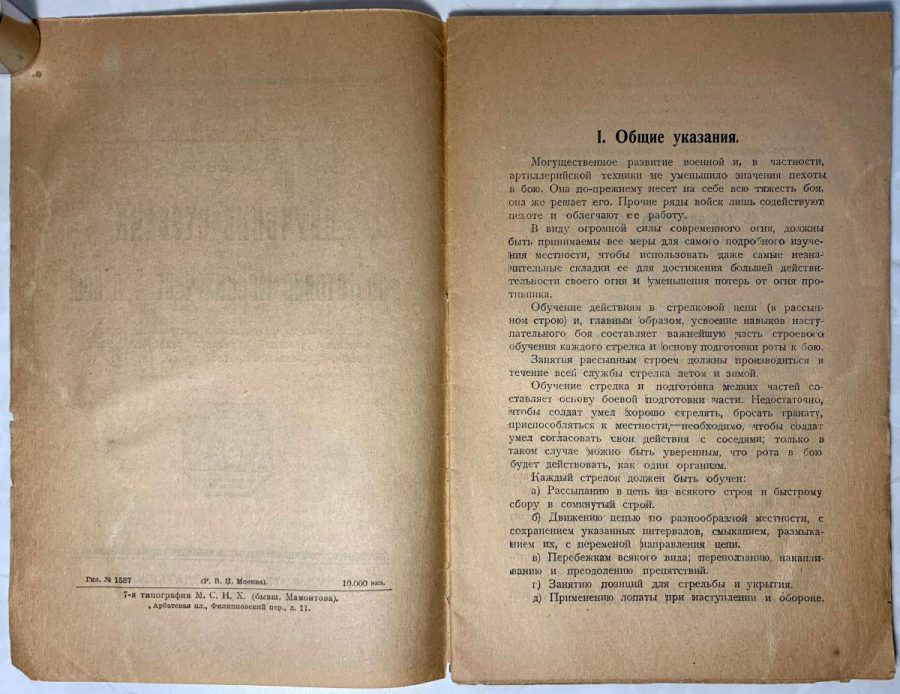 Гиз. № 1587 (Р. В. Ц. Москва). 10.000 экз.
7-я типография М. С. Н. Х. (бывш. Мамонтова).
Арбатская пл., Филипповский пер., д. 11.
I. Общие указания.
Могущественное развитие военной и, в частности,
артиллерийской техники не уменьшило значения пехоты
в бою. Она по-прежнему несет на себе всю тяжесть боя,
она же решает его. Прочие ряды войск лишь содействуют
пехоте и облегчают ее работу.
В виду огромной силы современного огня, должны
быть принимаемы все меры для самого подробного изуче-
ния местности, чтобы использовать даже самые незна-
чительные складки ее для достижения большей действи-
тельности своего огня и уменьшения потерь от огня про-
тивника.
Обучение действиям в стрелковой цепи (в рассып-
ном строю) и, главным образом, усвоение навыков насту-
пательного боя составляет важнейшую часть строевого
обучения каждого стрелка и основу подготовки роты к бою.
Занятия рассыпным строем должны производиться в
течение всей службы стрелка летом и зимой.
Обучение стрелка и подготовка мелких частей со-
ставляет основу боевой подготовки части. Недостаточно,
чтобы солдат умел хорошо стрелять, бросать гранату,
приспособляться к местности,—необходимо, чтобы солдат
умел согласовать свои действия с соседями; только в
таком случае можно быть уверенным, что рота в бою
будет действовать, как один организм.
Каждый стрелок должен быть обучен:
а) Рассыпанию в цепь из всякого строя и быстрому
сбору в сомкнутый строй.
б) Движению цепью по разнообразной местности, с
сохранением указанных интервалов, смыканием, размыка-
нием их, с переменой направления цепи.
в) Перебежкам всякого вида; переползанию, накапли-
ванию и преодолению препятствий.
г) Занятию позиций для стрельбы и укрытия.
д) Применению лопаты при наступлении и обороне.